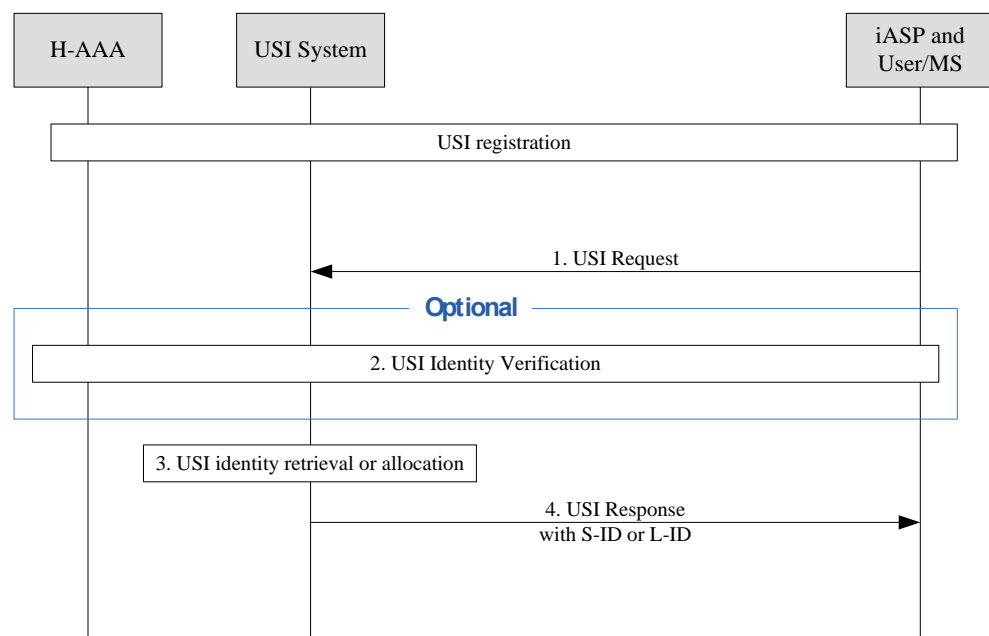 H-AAA
USI System
iASP and
User/MS
USI registration
1. USI Request
Optional
2. USI Identity Verification
3. USI identity retrieval or allocation
4. USI Response
with S-ID or L-ID